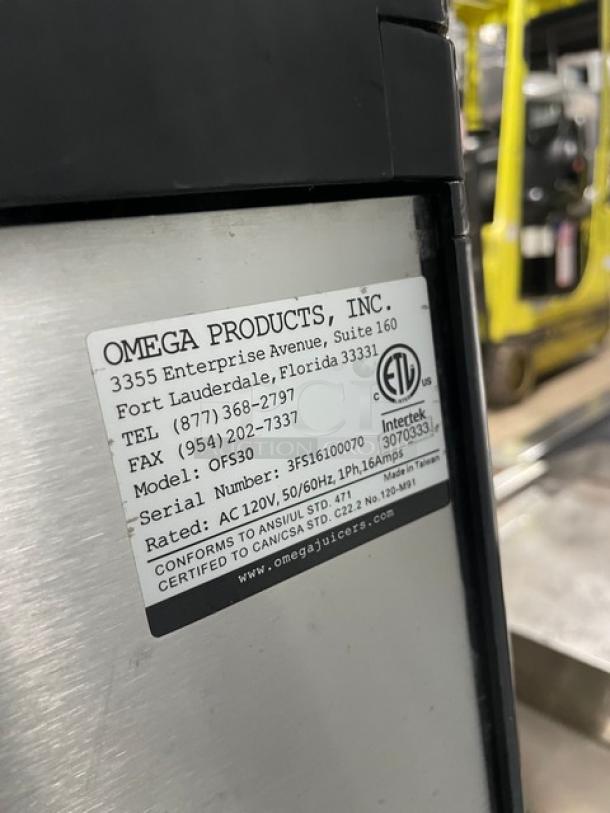 OMEGA PRODUCTS, INC.
3355 Enterprise Avenue, Suite 160
Fort Lauderdale, Florida 33331
TEL (877)368-2797
FAX (954)202-7337
Model: OFS30
Serial Number: 3FS16100070
Rated: AC 120V, 50/60Hz, 1Ph, 16Amps
CONFORMS TO ANSI/UL STD. 471
CERTIFED TO CAN/CSA STD. C22.2 No.120-M91
Made in Taiwan
C ETL US
Intertek
3070333
www.omegajuicers.com